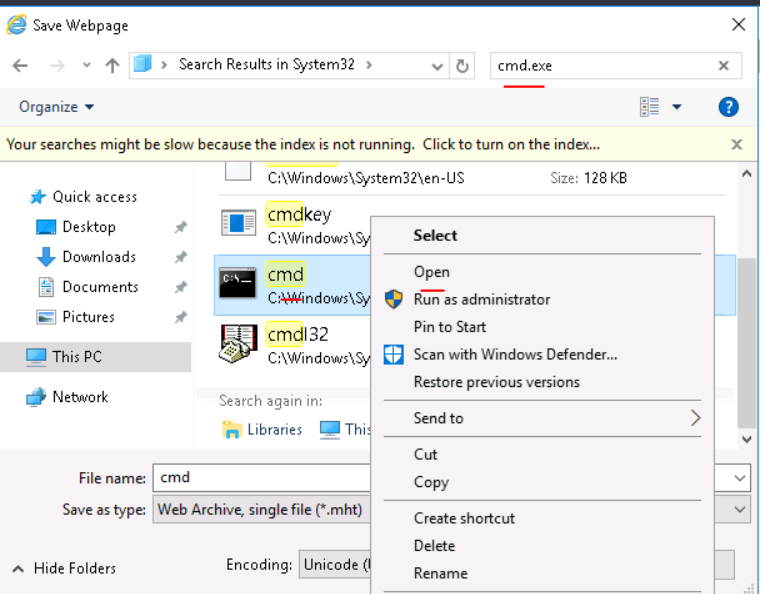 Save Webpage
Search Results in System32
cmd.exe
Organize
Your searches might be slow because the index is not running. Click to turn on the index...
C:\Windows\System32\en-US Size: 128 KB
Quick access
Desktop
Downloads
Documents
Pictures
This PC
Network
cmdkey
C:\Windows\Sy
cmd
C:\Windows\Sy
cmdl32
C:\Windows\Sy
Search again in:
Libraries This
Select
Open
Run as administrator
Pin to Start
Scan with Windows Defender...
Restore previous versions
Send to
Cut
Copy
Create shortcut
Delete
Rename
File name: cmd
Save as type: Web Archive, single file (*.mht)
Hide Folders Encoding: Unicode (